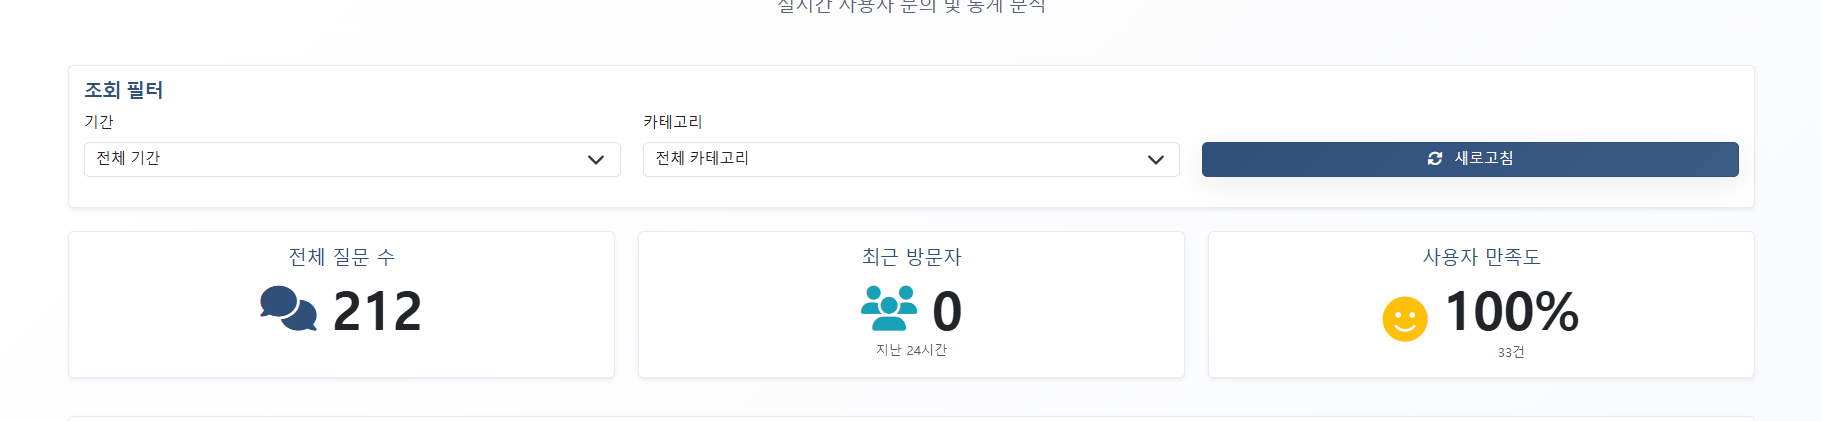 실시간 사용자 문의 및 통계 분석
조회 필터
기간
카테고리
전체 기간
전체 카테고리
새로고침
전체 질문 수
212
최근 방문자
0
지난 24시간
사용자 만족도
100%
33건